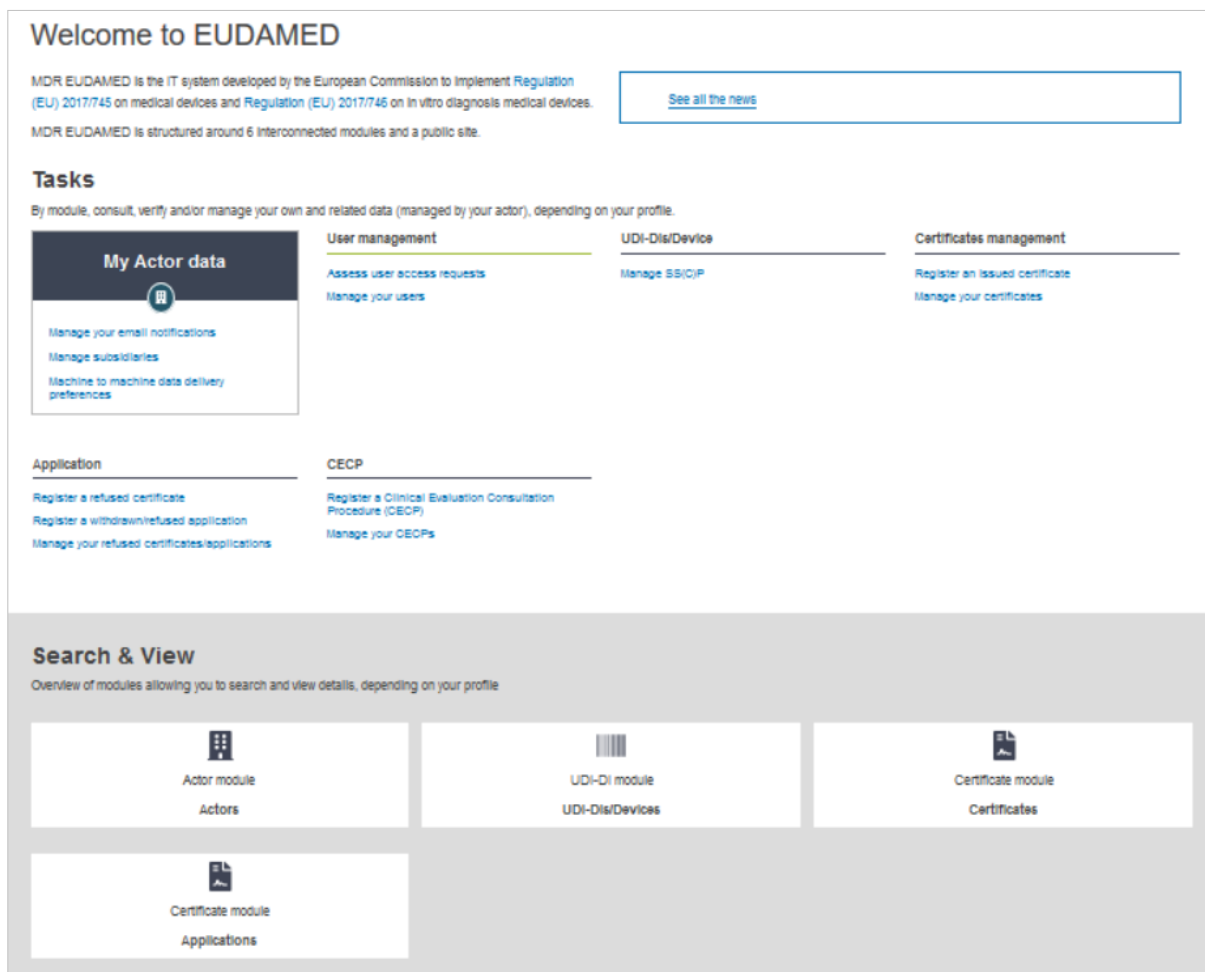 Welcome to EUDAMED
MDR EUDAMED is the IT system developed by the European Commission to implement Regulation
(EU) 2017/745 on medical devices and Regulation (EU) 2017/746 on in vitro diagnosis medical devices.
MDR EUDAMED is structured around 6 interconnected modules and a public site.
See all the news
Tasks
By module, consult, verify and/or manage your own and related data (managed by your actor), depending on your profile.
My Actor data
Manage your email notifications
Manage subsidiaries
Machine to machine data delivery
preferences
User management
Assess user access requests
Manage your users
UDI-DIs/Device
Manage SS(C)P
Certificates management
Register an issued certificate
Manage your certificates
Application
Register a refused certificate
Register a withdrawn/refused application
Manage your refused certificates/applications
CECP
Register a Clinical Evaluation Consultation
Procedure (CECP)
Manage your CECPs
Search & View
Overview of modules allowing you to search and view details, depending on your profile
Actor module
Actors
UDI-DI module
UDI-DIs/Devices
Certificate module
Certificates
Certificate module
Applications